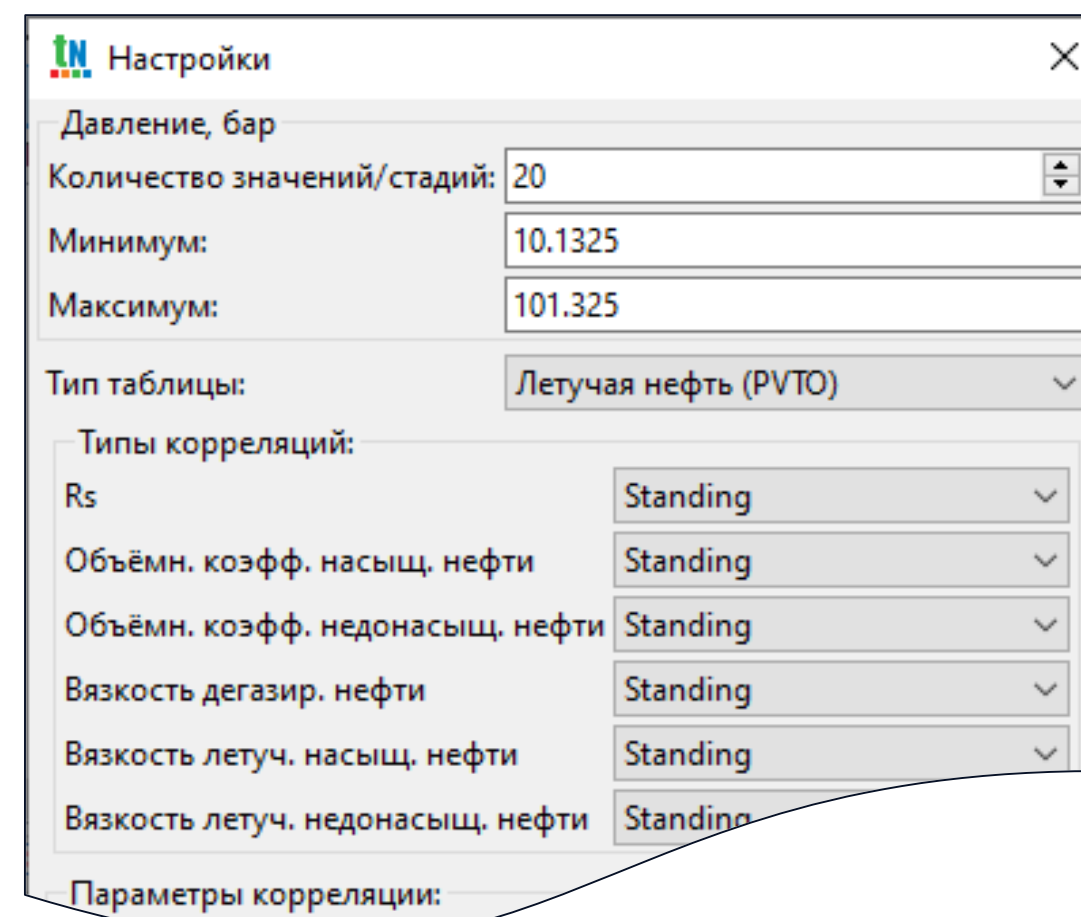 tN Настройки
Давление, бар
Количество значений/стадий: 20
Минимум: 10.1325
Максимум: 101.325
Тип таблицы: Летучая нефть (PVTO)
Типы корреляций:
Rs Standing
Объёмн. коэфф. насыщ. нефти Standing
Объёмн. коэфф. недонасыщ. нефти Standing
Вязкость дегазир. нефти Standing
Вязкость летуч. насыщ. нефти Standing
Вязкость летуч. недонасыщ. нефти Standing
Параметры корреляции: